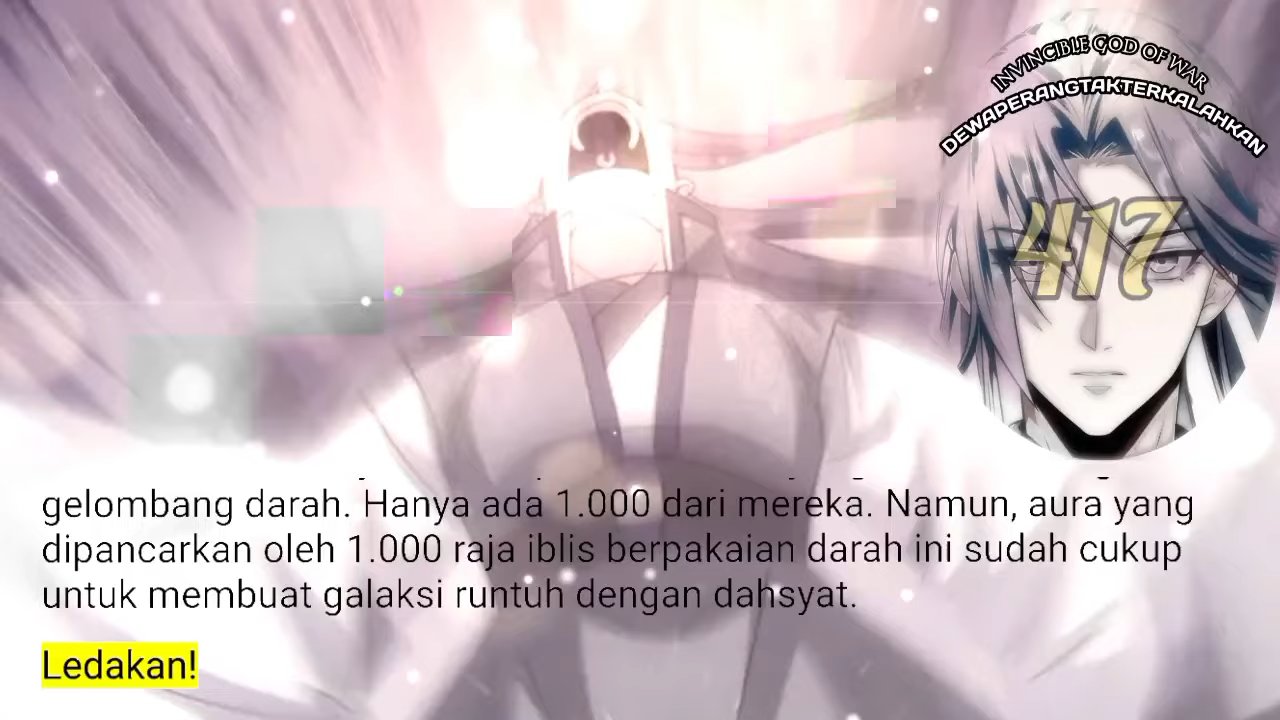 INVINCIBLE GOD OF WAR
DEWAPERANGTAKTERKALAHKAN
417
gelombang darah. Hanya ada 1.000 dari mereka. Namun, aura yang
dipancarkan oleh 1.000 raja iblis berpakaian darah ini sudah cukup
untuk membuat galaksi runtuh dengan dahsyat.
Ledakan!